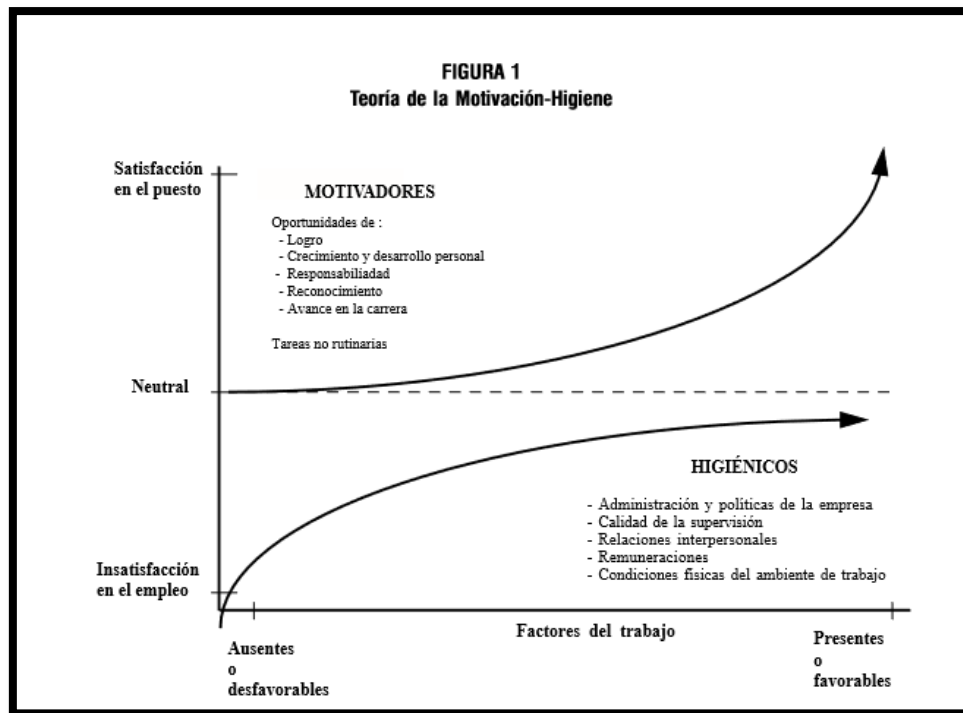 FIGURA 1
Teoría de la Motivación-Higiene
Satisfacción
en el puesto
MOTIVADORES
Oportunidades de :
- Logro
- Crecimiento y desarrollo personal
- Responsabiliadad
- Reconocimiento
- Avance en la carrera
Tareas no rutinarias
Neutral
HIGIÉNICOS
- Administración y políticas de la empresa
- Calidad de la supervisión
- Relaciones interpersonales
- Remuneraciones
- Condiciones físicas del ambiente de trabajo
Insatisfacción
en el empleo
Factores del trabajo
Ausentes
o
desfavorables
Presentes
o
favorables